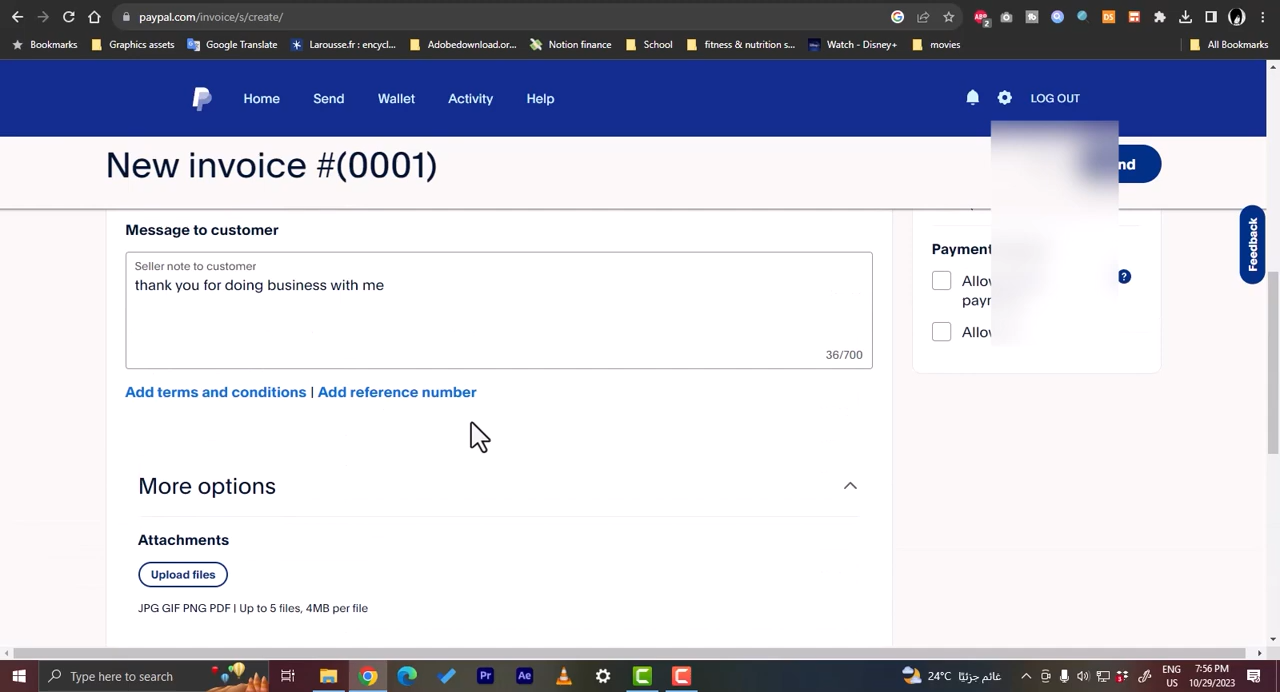 paypal.com/invoice/s/create/
Bookmarks
Graphics assets
Google Translate
Larousse.fr : encycl...
Adobedownload.or...
Notion finance
School
fitness & nutrition s...
Watch - Disney+
movies
All Bookmarks
Home
Send
Wallet
Activity
Help
LOG OUT
New invoice #(0001)
Feedback
Message to customer
Seller note to customer
thank you for doing business with me
36/700
Add terms and conditions | Add reference number
Payment
?
More options
Attachments
Upload files
JPG GIF PNG PDF | Up to 5 files, 4MB per file
Type here to search
Pr
Ae
24°C
غائم جزئيًا
ENG
US
7:56 PM
10/29/2023